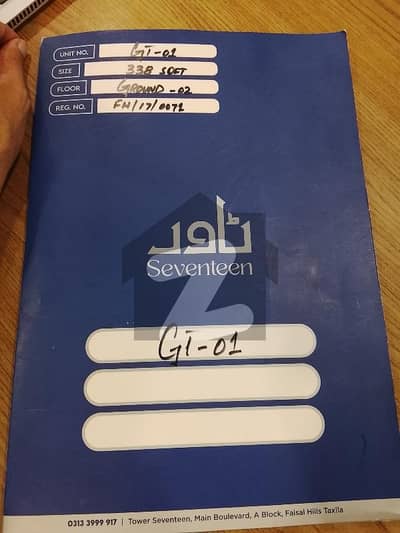 UNIT NO. GT-01
SIZE 338 SQFT
FLOOR GROUND-02
REG. NO. FH/17/0071
ٹاور
Seventeen
GT-01
0313 3999 917 | Tower Seventeen, Main Boulevard, A Block, Faisal Hills Taxila